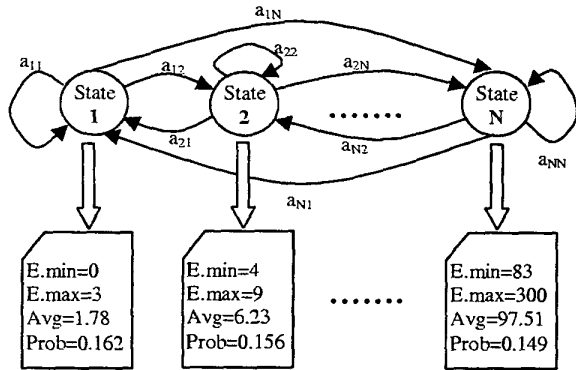 a1N
a11
a12
a22
a2N
State
1
State
2
.......
State
N
a21
aN2
aNN
aN1
E.min=0
E.max=3
Avg=1.78
Prob=0.162
E.min=4
E.max=9
Avg=6.23
Prob=0.156
.......
E.min=83
E.max=300
Avg=97.51
Prob=0.149